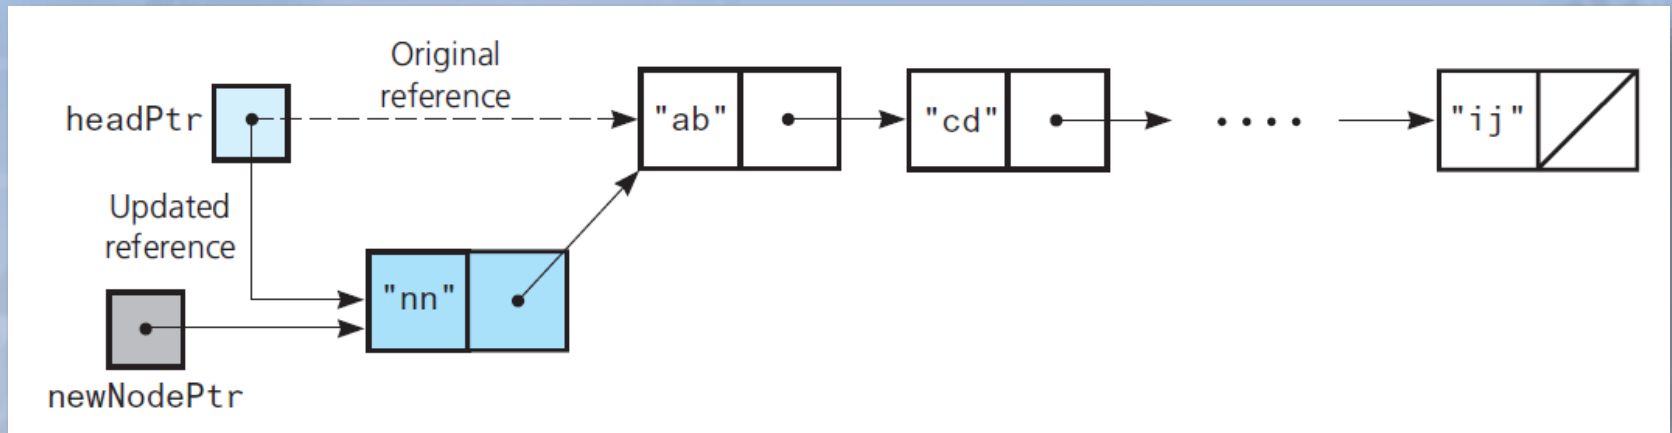 Original
reference
headPtr
"ab"
"cd"
"ij"
Updated
reference
"nn"
newNodePtr